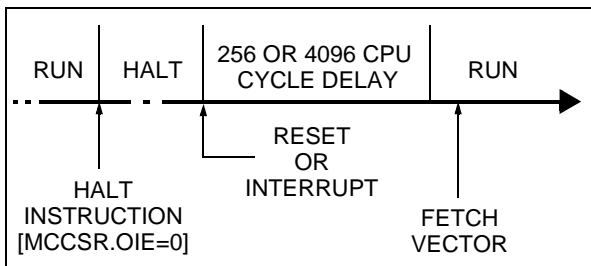 RUN
HALT
256 OR 4096 CPU
CYCLE DELAY
RUN
RESET
OR
INTERRUPT
HALT
INSTRUCTION
[MCCSR.OIE=0]
FETCH
VECTOR